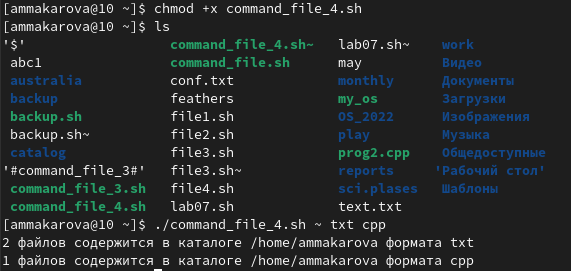 [ammakarova@10 ~]$ chmod +x command_file_4.sh
[ammakarova@10 ~]$ ls
'$' command_file_4.sh~ lab07.sh~ work
abc1 command_file.sh may Видео
australia conf.txt monthly Документы
backup feathers my_os Загрузки
backup.sh file1.sh OS_2022 Изображения
backup.sh~ file2.sh play Музыка
catalog file3.sh prog2.cpp Общедоступные
'#command_file_3#' file3.sh~ reports 'Рабочий стол'
command_file_3.sh file4.sh sci.plases Шаблоны
command_file_4.sh lab07.sh text.txt
[ammakarova@10 ~]$ ./command_file_4.sh ~ txt cpp
2 файлов содержится в каталоге /home/ammakarova формата txt
1 файлов содержится в каталоге /home/ammakarova формата cpp